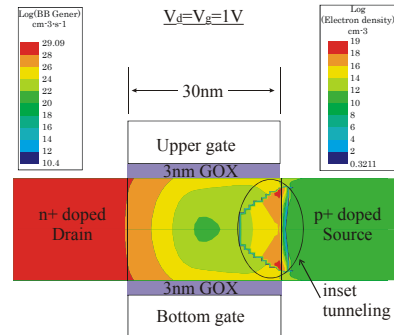 Log(BB Gener)
cm-3·s-1
29.09
28
26
24
22
20
18
16
14
12
10.4
Vd=Vg=1V
Log
(Electron density)
cm-3
19
18
16
14
12
10
8
6
4
2
0.3211
30nm
Upper gate
3nm GOX
n+ doped
Drain
p+ doped
Source
3nm GOX
Bottom gate
inset
tunneling